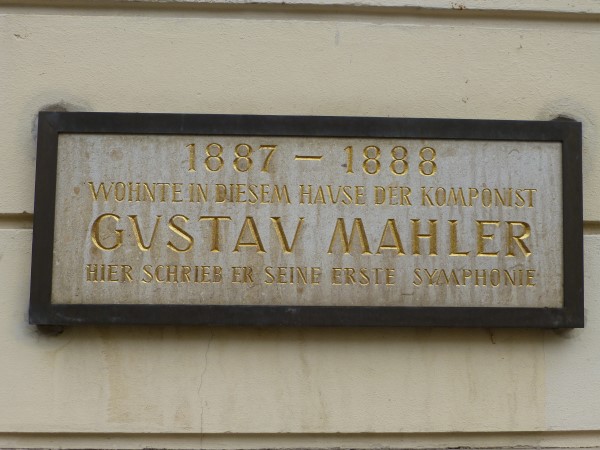 1887 – 1888
WOHNTE IN DIESEM HAVSE DER KOMPONIST
GVSTAV MAHLER
HIER SCHRIEB ER SEINE ERSTE SYMPHONIE